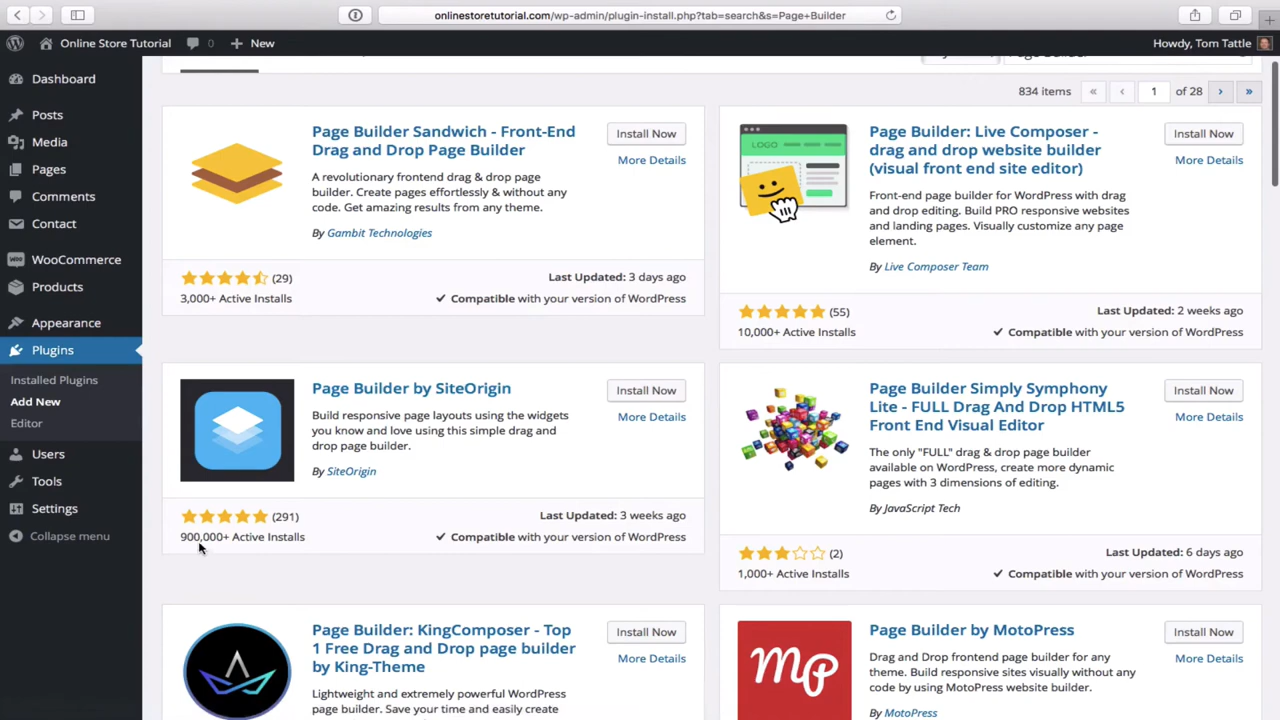 onlinestoretutorial.com/wp-admin/plugin-install.php?tab=search&s=Page+Builder
Online Store Tutorial 0 New
Howdy, Tom Tattle
Dashboard
Posts
Media
Pages
Comments
Contact
WooCommerce
Products
Appearance
Plugins
Installed Plugins
Add New
Editor
Users
Tools
Settings
Collapse menu
834 items « ‹ 1 of 28 › »
Page Builder Sandwich - Front-End
Drag and Drop Page Builder
Install Now
More Details
A revolutionary frontend drag & drop page
builder. Create pages effortlessly & without any
code. Get amazing results from any theme.
By Gambit Technologies
(29)
3,000+ Active Installs
Last Updated: 3 days ago
Compatible with your version of WordPress
LOGO
Page Builder: Live Composer -
drag and drop website builder
(visual front end site editor)
Install Now
More Details
Front-end page builder for WordPress with drag
and drop editing. Build PRO responsive websites
and landing pages. Visually customize any page
element.
By Live Composer Team
(55)
10,000+ Active Installs
Last Updated: 2 weeks ago
Compatible with your version of WordPress
Page Builder by SiteOrigin
Install Now
More Details
Build responsive page layouts using the widgets
you know and love using this simple drag and
drop page builder.
By SiteOrigin
(291)
900,000+ Active Installs
Last Updated: 3 weeks ago
Compatible with your version of WordPress
Page Builder Simply Symphony
Lite - FULL Drag And Drop HTML5
Front End Visual Editor
Install Now
More Details
The only "FULL" drag & drop page builder
available on WordPress, create more dynamic
pages with 3 dimensions of editing.
By JavaScript Tech
(2)
1,000+ Active Installs
Last Updated: 6 days ago
Compatible with your version of WordPress
Page Builder: KingComposer - Top
1 Free Drag and Drop page builder
by King-Theme
Install Now
More Details
Lightweight and extremely powerful WordPress
page builder. Save your time and easily create
MP
Page Builder by MotoPress
Install Now
More Details
Drag and Drop frontend page builder for any
theme. Build responsive sites visually without any
code by using MotoPress website builder.
By MotoPress